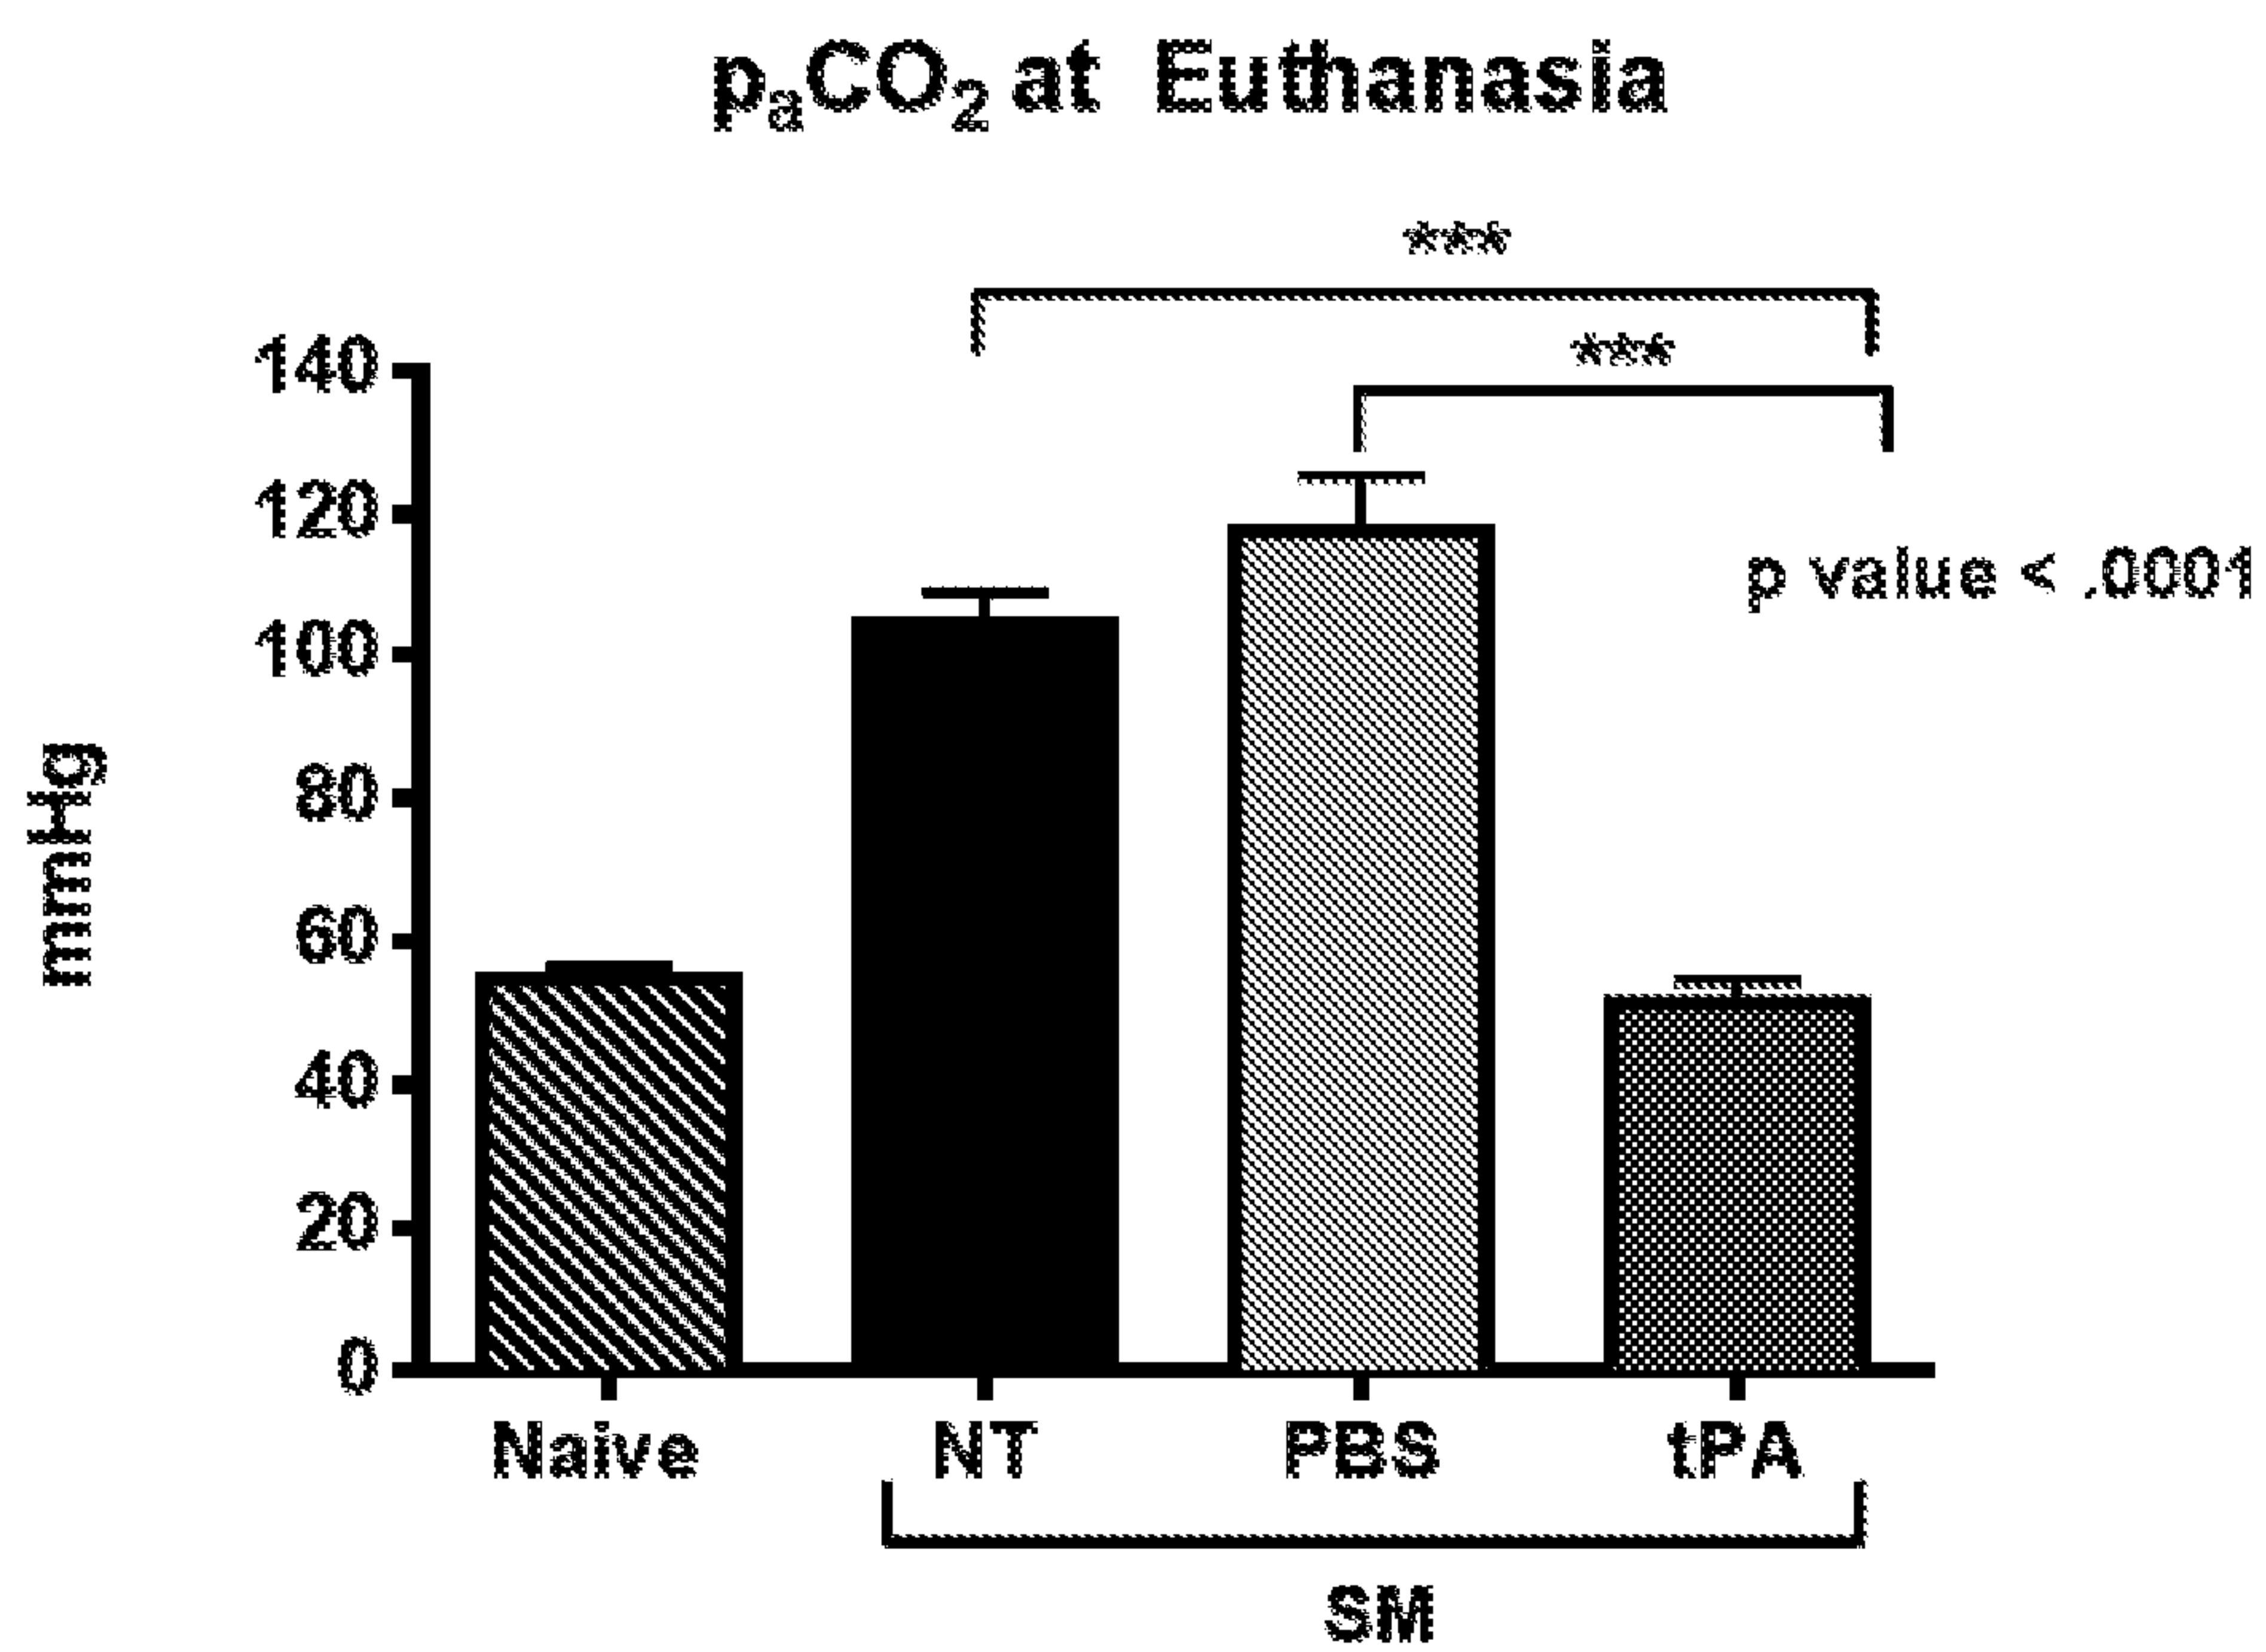 paCO2 at Euthanasia
***
***
140
120
p value < .0001
100
80
mmHg
60
40
20
0
Naive NT PBS tPA
SM